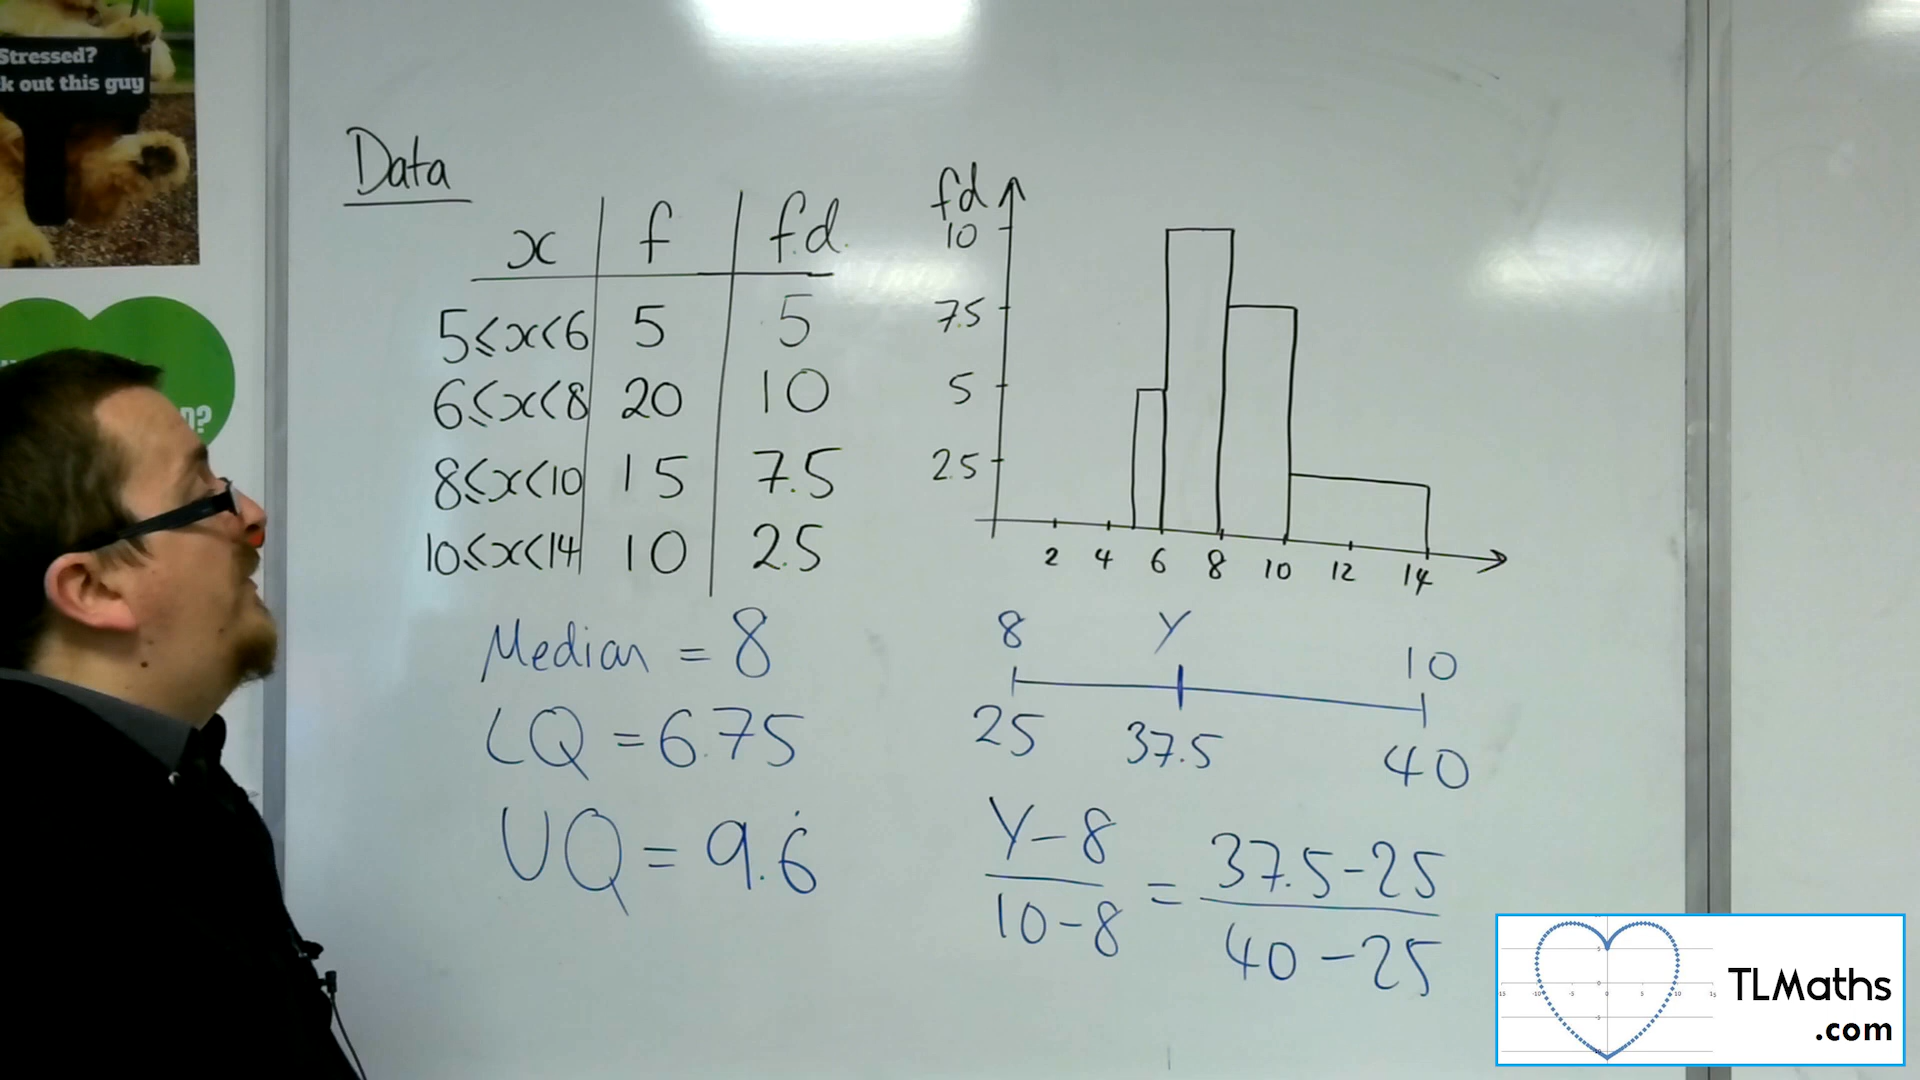 Stressed?
k out this guy
Data
x f f.d.
5≤x<6 5 5
6≤x<8 20 10
8≤x<10 15 7.5
10≤x<14 10 2.5
fd
10
7.5
5
2.5
2 4 6 8 10 12 14
Median = 8
LQ = 6.75
UQ = 9.6̇
8 Y 10
25 37.5 40
Y-8 / 10-8 = 37.5-25 / 40-25
TLMaths
.com